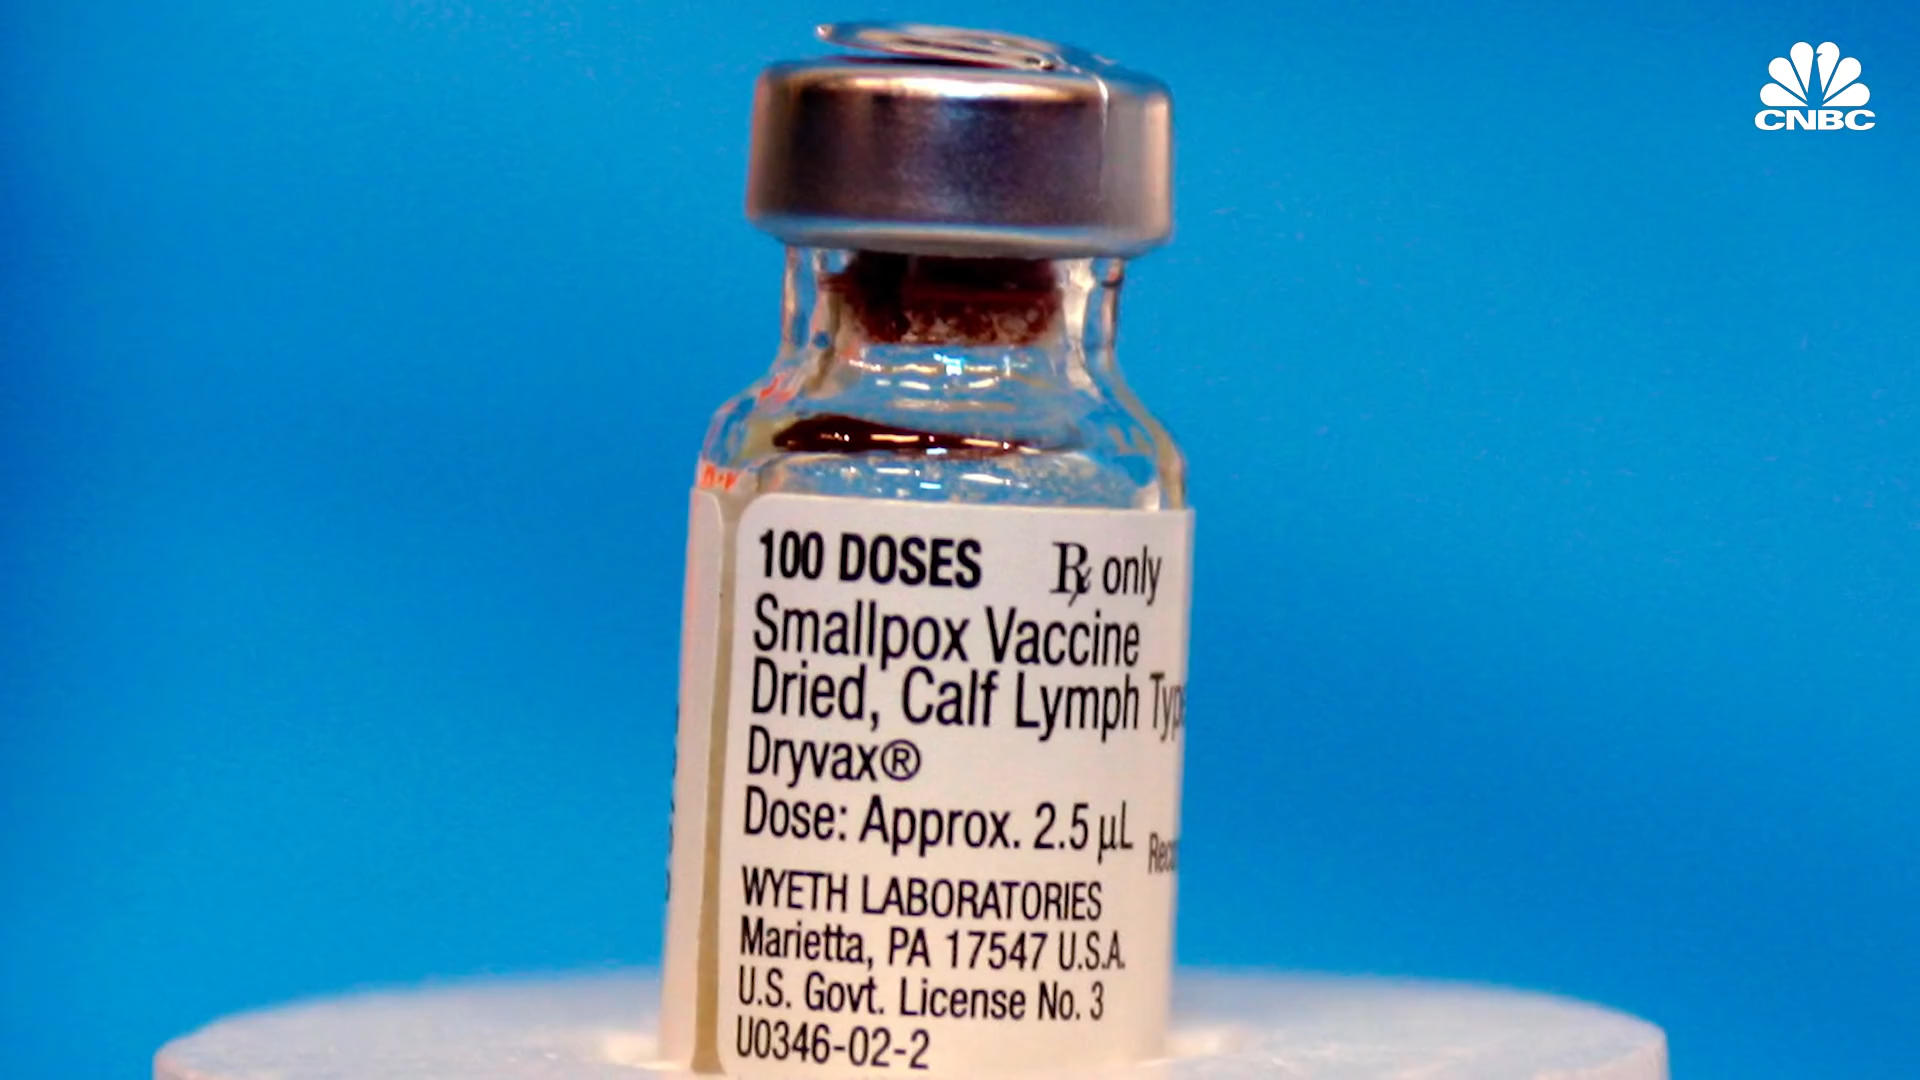 CNBC
100 DOSES Rx only
Smallpox Vaccine
Dried, Calf Lymph
Dryvax®
Dose: Approx. 2.5 µL
WYETH LABORATORIES
Marietta, PA 17547 U.S.A.
U.S. Govt. License No. 3
U0346-02-2